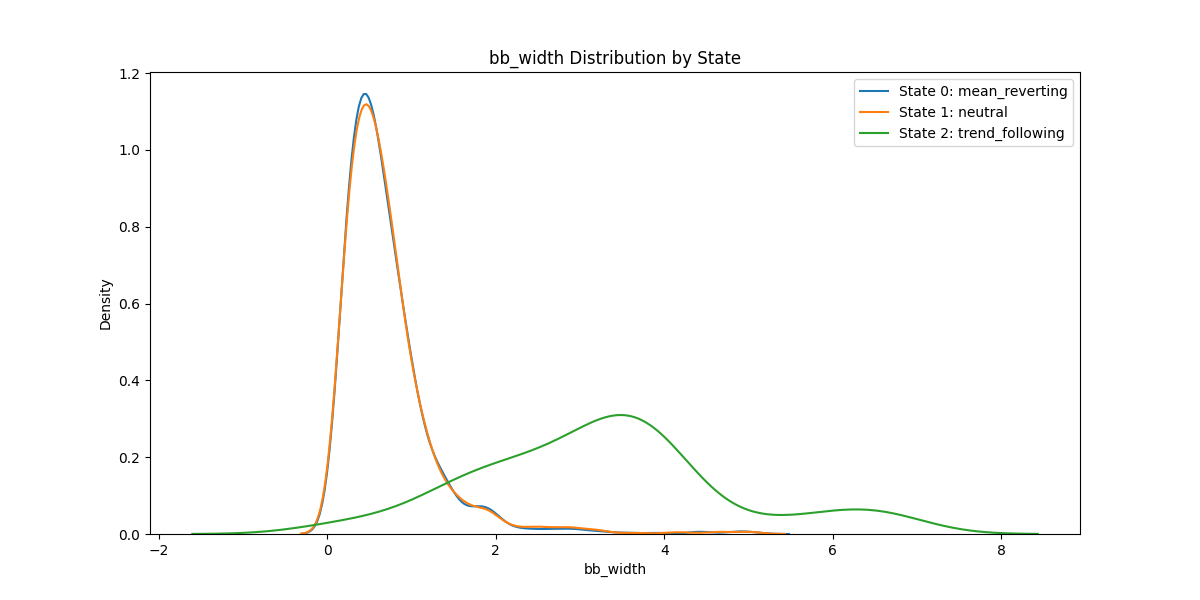 bb_width Distribution by State
State 0: mean_reverting
State 1: neutral
State 2: trend_following
Density
1.2
1.0
0.8
0.6
0.4
0.2
0.0
−2
0
2
4
6
8
bb_width